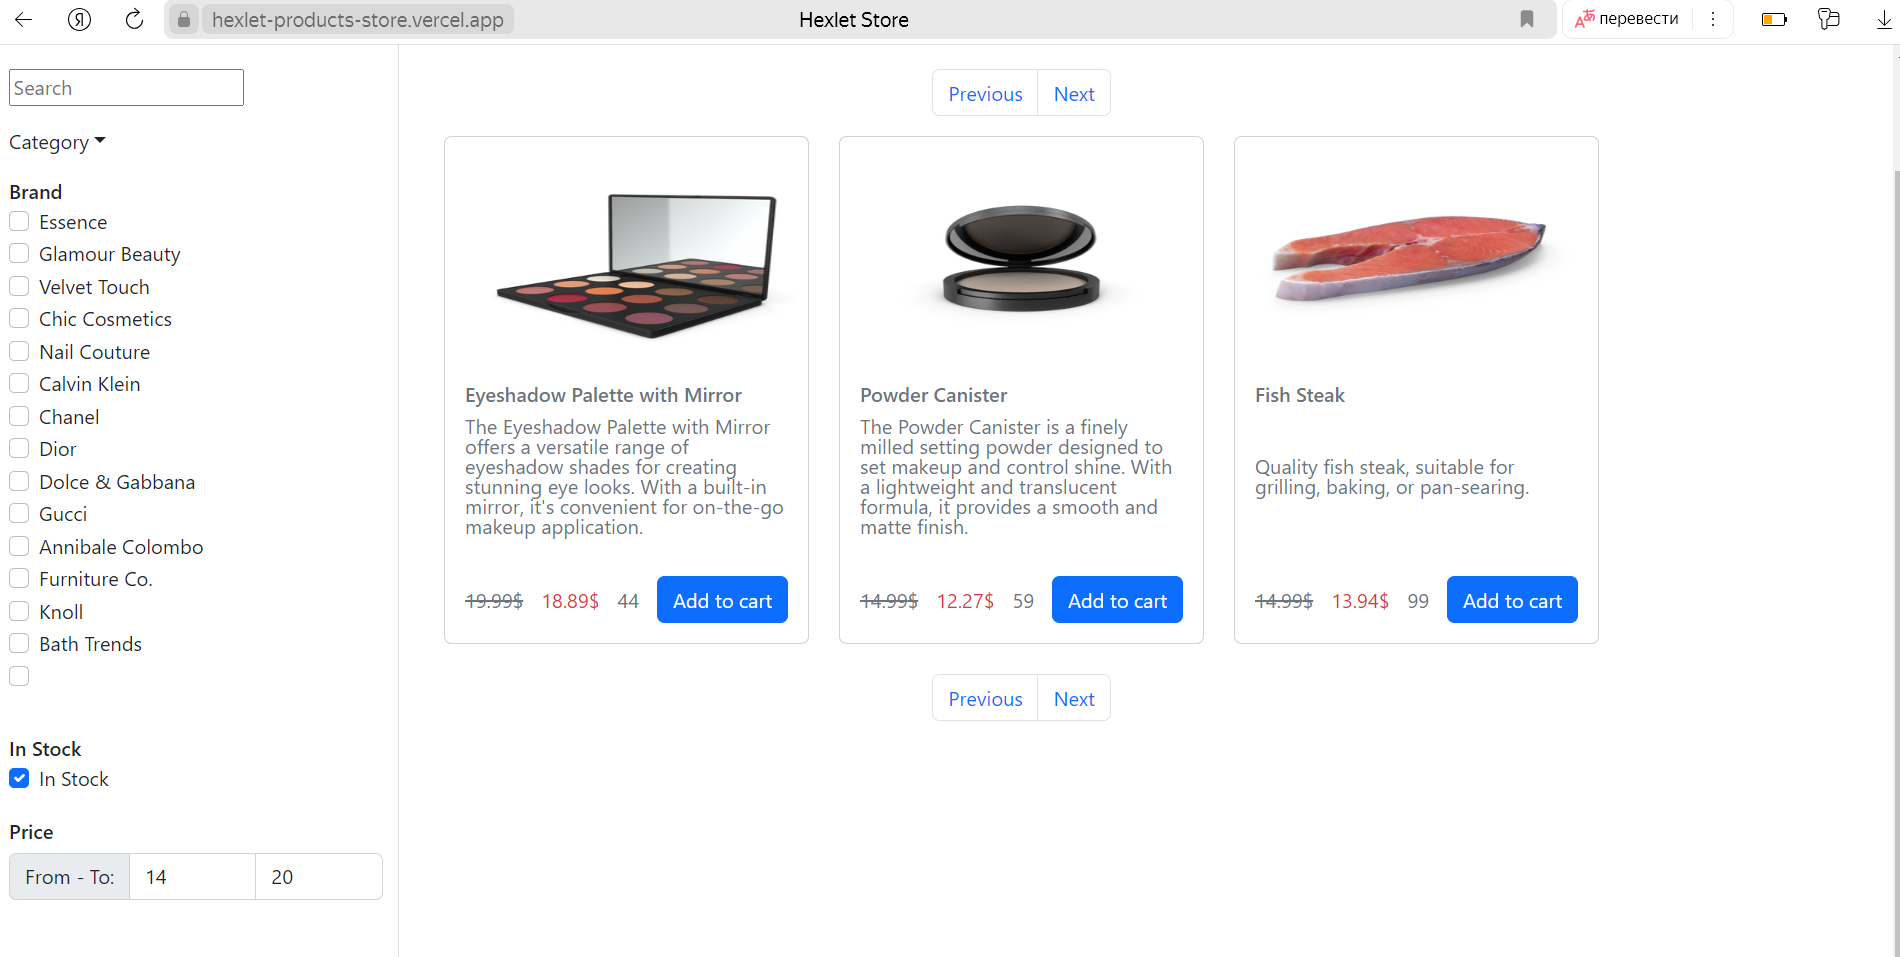 hexlet-products-store.vercel.app
Hexlet Store
перевести
Search
Category
Brand
Essence
Glamour Beauty
Velvet Touch
Chic Cosmetics
Nail Couture
Calvin Klein
Chanel
Dior
Dolce & Gabbana
Gucci
Annibale Colombo
Furniture Co.
Knoll
Bath Trends
In Stock
In Stock
Price
From - To: 14 20
Previous Next
Eyeshadow Palette with Mirror
The Eyeshadow Palette with Mirror
offers a versatile range of
eyeshadow shades for creating
stunning eye looks. With a built-in
mirror, it's convenient for on-the-go
makeup application.
19.99$ 18.89$ 44 Add to cart
Powder Canister
The Powder Canister is a finely
milled setting powder designed to
set makeup and control shine. With
a lightweight and translucent
formula, it provides a smooth and
matte finish.
14.99$ 12.27$ 59 Add to cart
Fish Steak
Quality fish steak, suitable for
grilling, baking, or pan-searing.
14.99$ 13.94$ 99 Add to cart
Previous Next